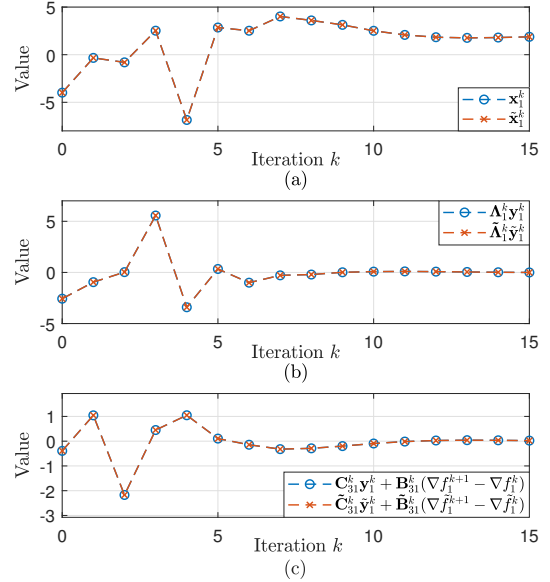 5
0
-5
Value
0 5 10 15
Iteration k
(a)
x₁ᵏ
x̃₁ᵏ
5
0
-5
Value
0 5 10 15
Iteration k
(b)
Λ₁ᵏy₁ᵏ
Λ̃₁ᵏỹ₁ᵏ
1
0
-1
-2
-3
Value
0 5 10 15
Iteration k
(c)
C₃₁ᵏy₁ᵏ + B₃₁ᵏ(∇f₁ᵏ⁺¹ − ∇f₁ᵏ)
C̃₃₁ᵏỹ₁ᵏ + B̃₃₁ᵏ(∇f̃₁ᵏ⁺¹ − ∇f̃₁ᵏ)